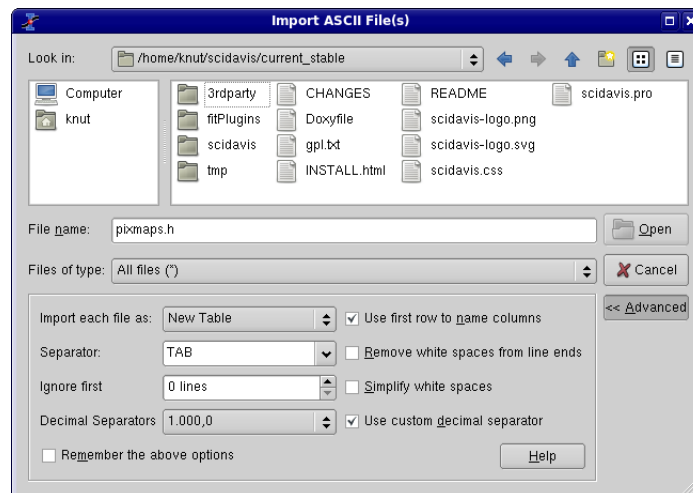 Import ASCII File(s)
Look in: /home/knut/scidavis/current_stable
Computer
knut
3rdparty
fitPlugins
scidavis
tmp
CHANGES
Doxyfile
gpl.txt
INSTALL.html
README
scidavis-logo.png
scidavis-logo.svg
scidavis.css
scidavis.pro
File name: pixmaps.h
Open
Files of type: All files (*)
Cancel
<< Advanced
Import each file as: New Table
Use first row to name columns
Separator: TAB
Remove white spaces from line ends
Ignore first 0 lines
Simplify white spaces
Decimal Separators 1.000,0
Use custom decimal separator
Remember the above options
Help